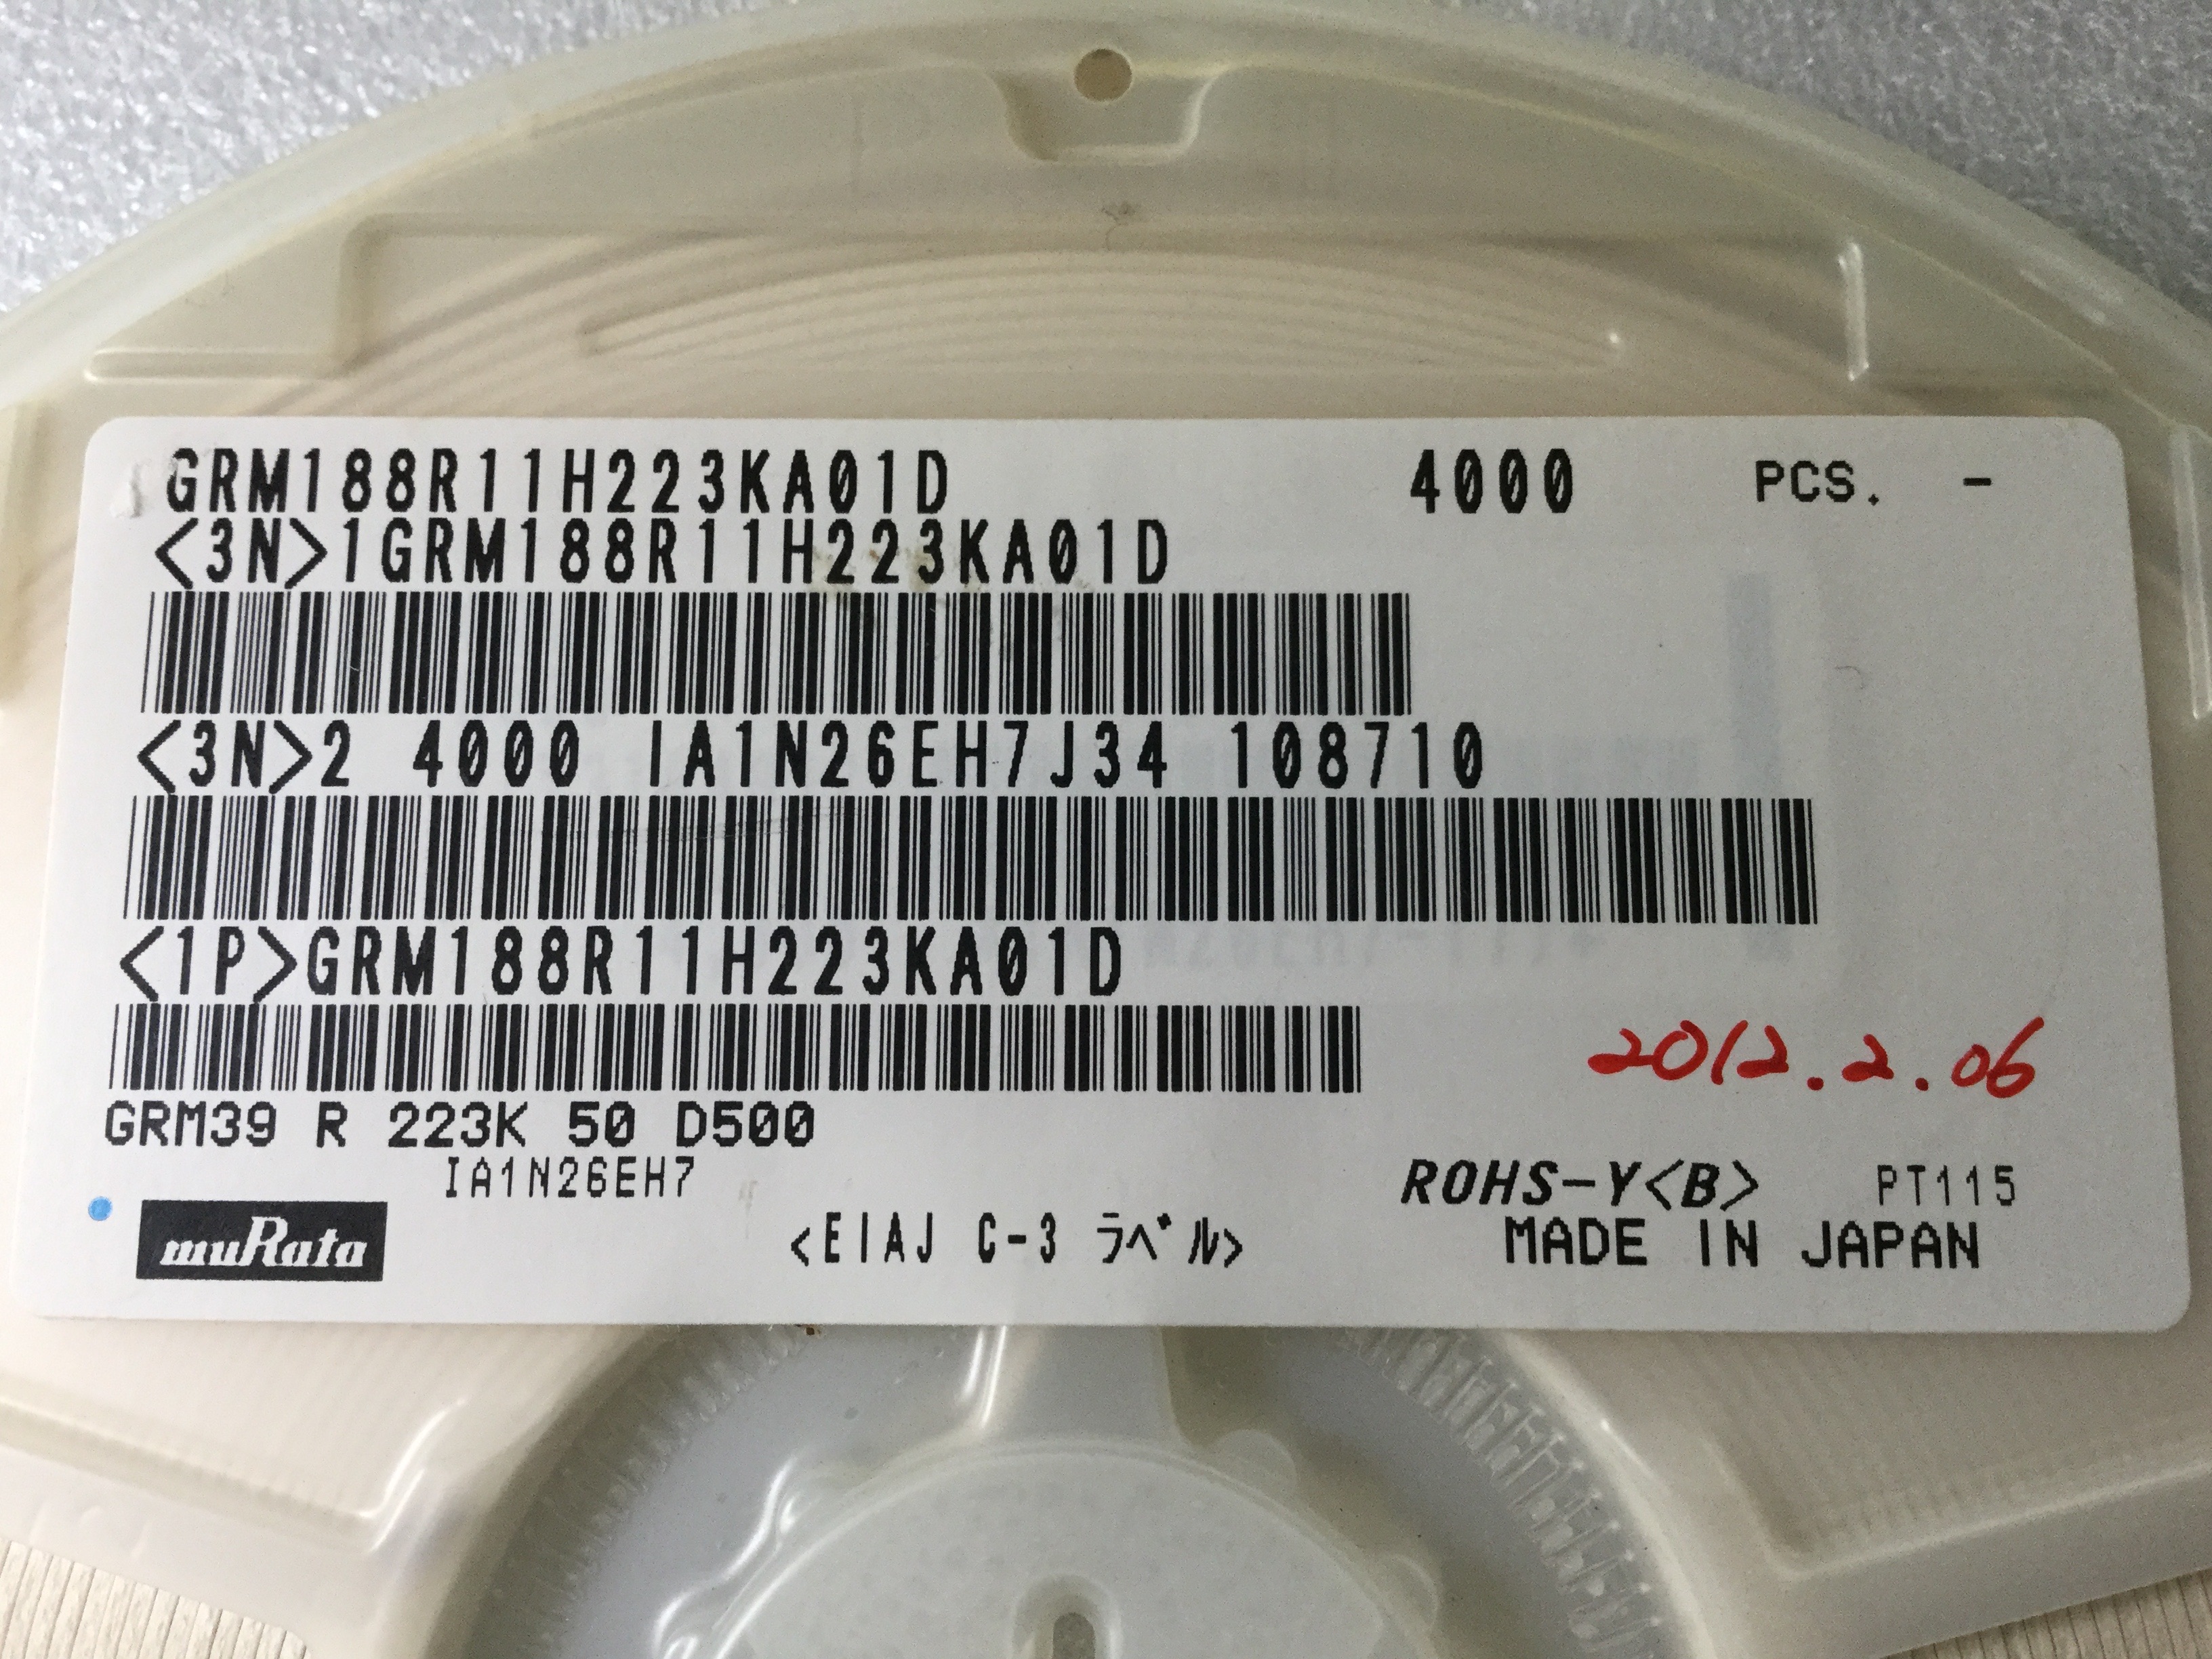 GRM188R11H223KA01D 4000 PCS. -
<3N>1GRM188R11H223KA01D
<3N>2 4000 IA1N26EH7J34 108710
<1P>GRM188R11H223KA01D
2012.2.06
GRM39 R 223K 50 D500
IA1N26EH7
ROHS-Y<B> PT115
muRata
<EIAJ C-3 ラベル>
MADE IN JAPAN